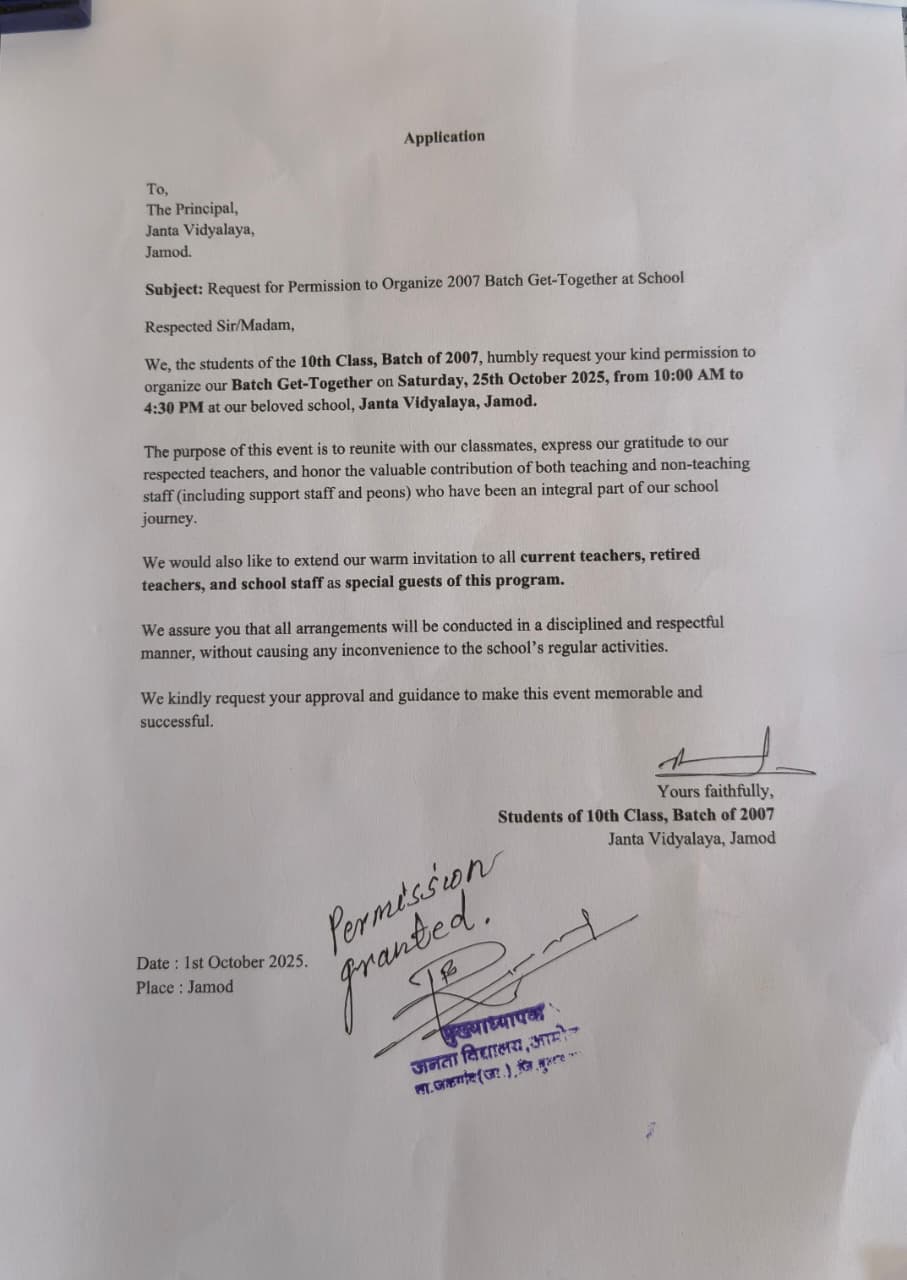 Application
To,
The Principal,
Janta Vidyalaya,
Jamod.
Subject: Request for Permission to Organize 2007 Batch Get-Together at School
Respected Sir/Madam,
We, the students of the 10th Class, Batch of 2007, humbly request your kind permission to
organize our Batch Get-Together on Saturday, 25th October 2025, from 10:00 AM to
4:30 PM at our beloved school, Janta Vidyalaya, Jamod.
The purpose of this event is to reunite with our classmates, express our gratitude to our
respected teachers, and honor the valuable contribution of both teaching and non-teaching
staff (including support staff and peons) who have been an integral part of our school
journey.
We would also like to extend our warm invitation to all current teachers, retired
teachers, and school staff as special guests of this program.
We assure you that all arrangements will be conducted in a disciplined and respectful
manner, without causing any inconvenience to the school's regular activities.
We kindly request your approval and guidance to make this event memorable and
successful.
Yours faithfully,
Students of 10th Class, Batch of 2007
Janta Vidyalaya, Jamod
Permission
granted.
Date : 1st October 2025.
Place : Jamod
मुख्याध्यापक
जनता विद्यालय,